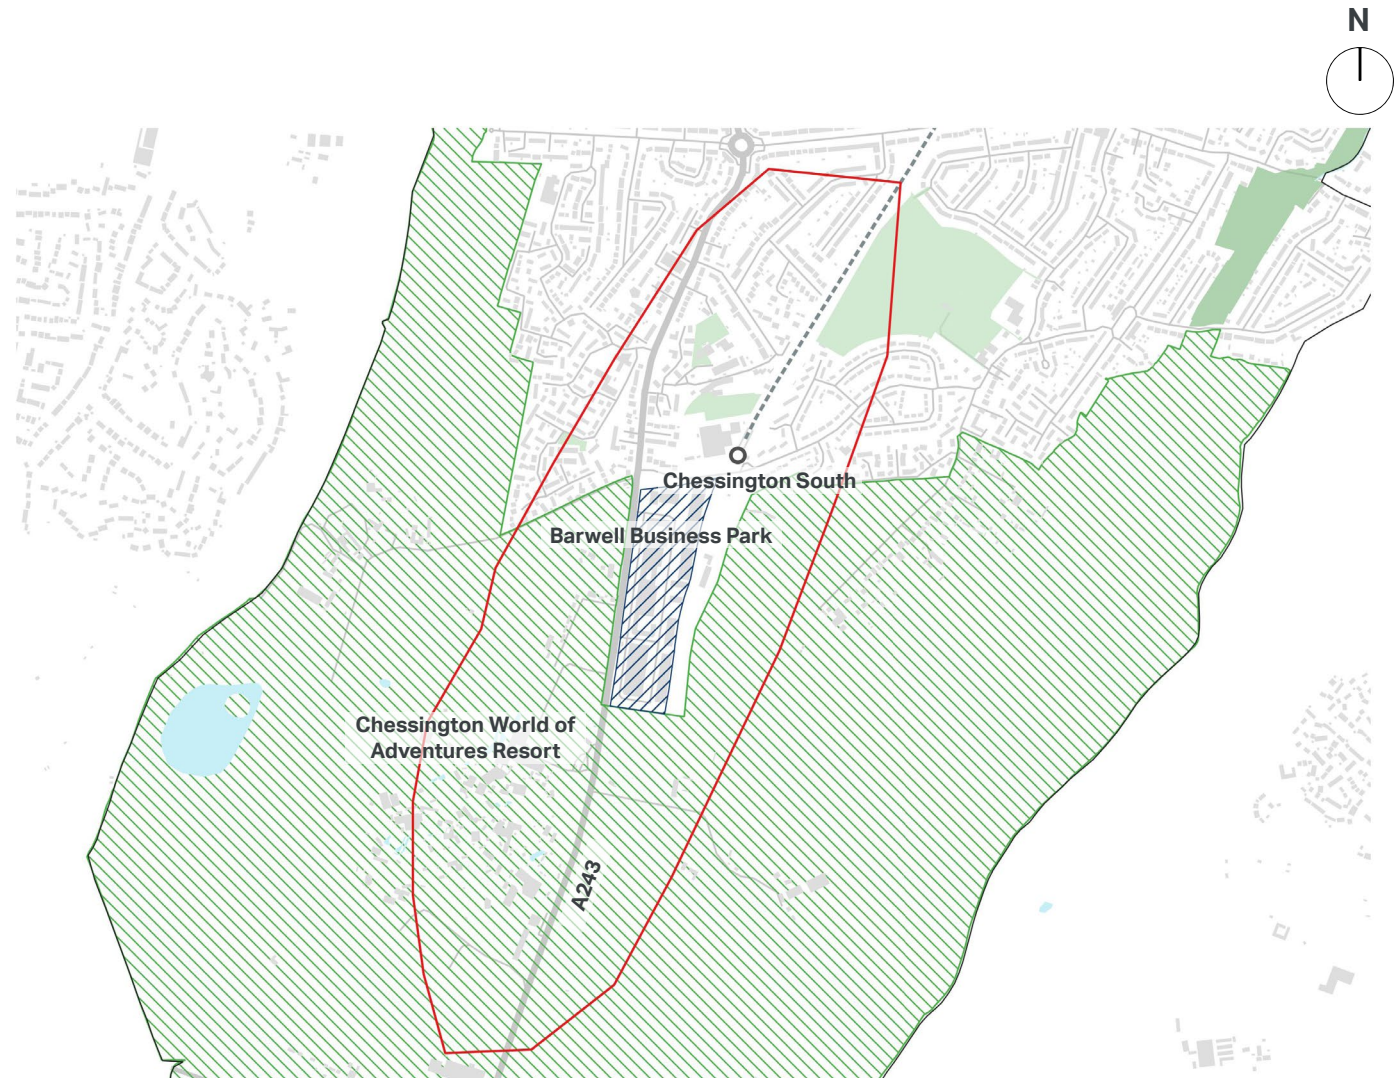 N
Chessington South
Barwell Business Park
Chessington World of
Adventures Resort
A243